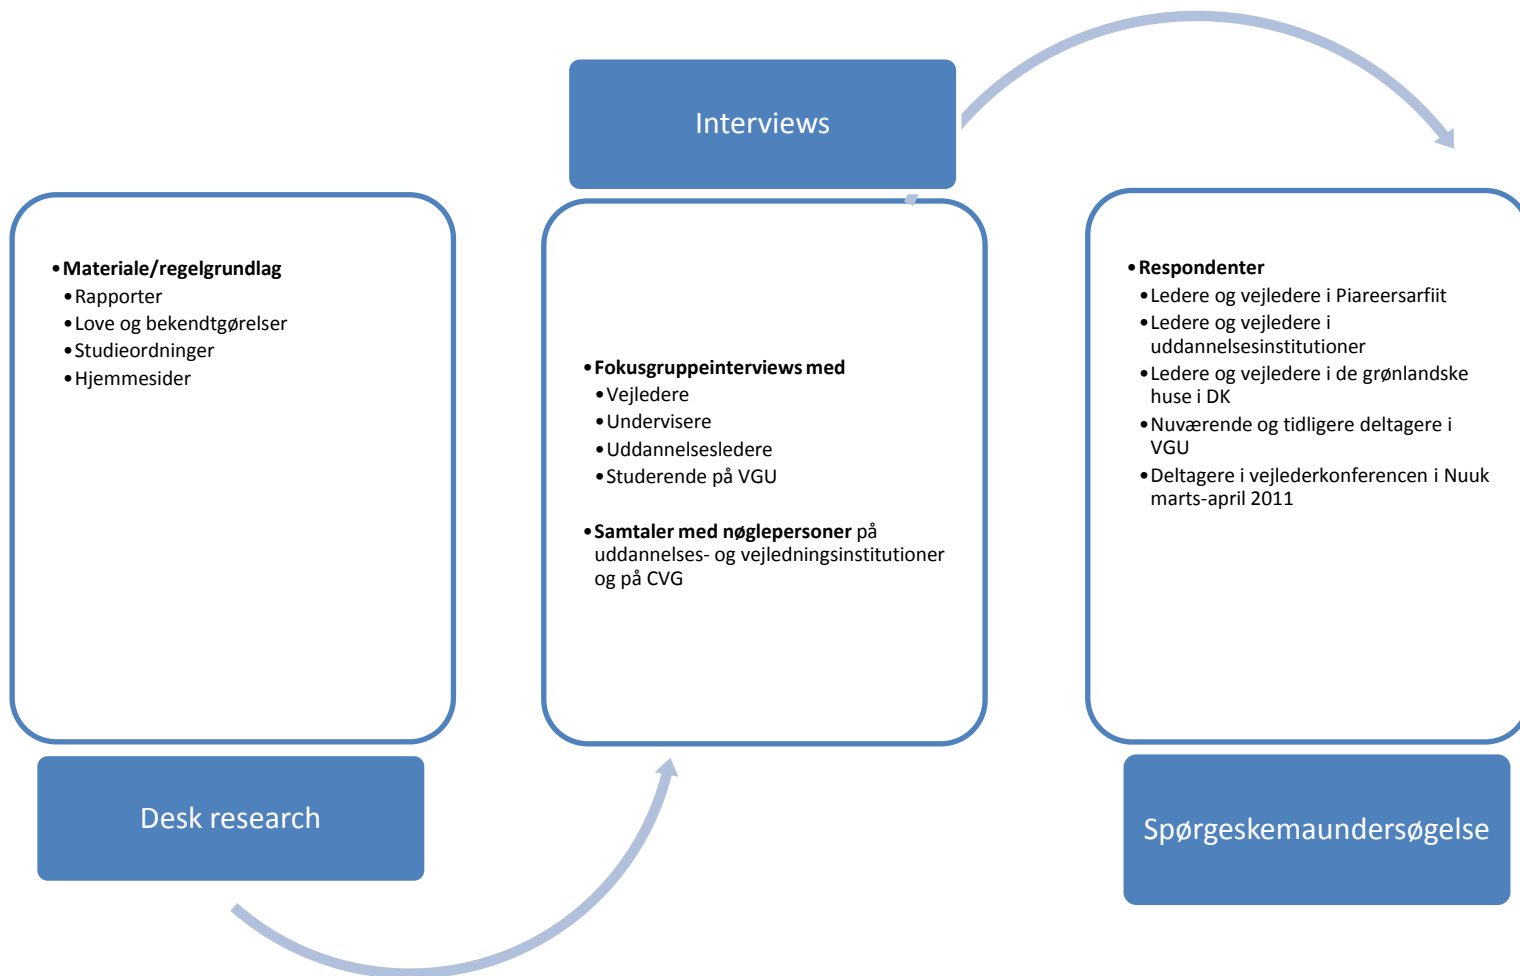 Interviews
•Materiale/regelgrundlag
•Rapporter
•Love og bekendtgørelser
•Studieordninger
•Hjemmesider
Desk research
•Fokusgruppeinterviews med
•Vejledere
•Undervisere
•Uddannelsesledere
•Studerende på VGU
•Samtaler med nøglepersoner på
uddannelses- og vejledningsinstitutioner
og på CVG
•Respondenter
•Ledere og vejledere i Piareersarfiit
•Ledere og vejledere i
uddannelsesinstitutioner
•Ledere og vejledere i de grønlandske
huse i DK
•Nuværende og tidligere deltagere i
VGU
•Deltagere i vejlederkonferencen i Nuuk
marts-april 2011
Spørgeskemaundersøgelse